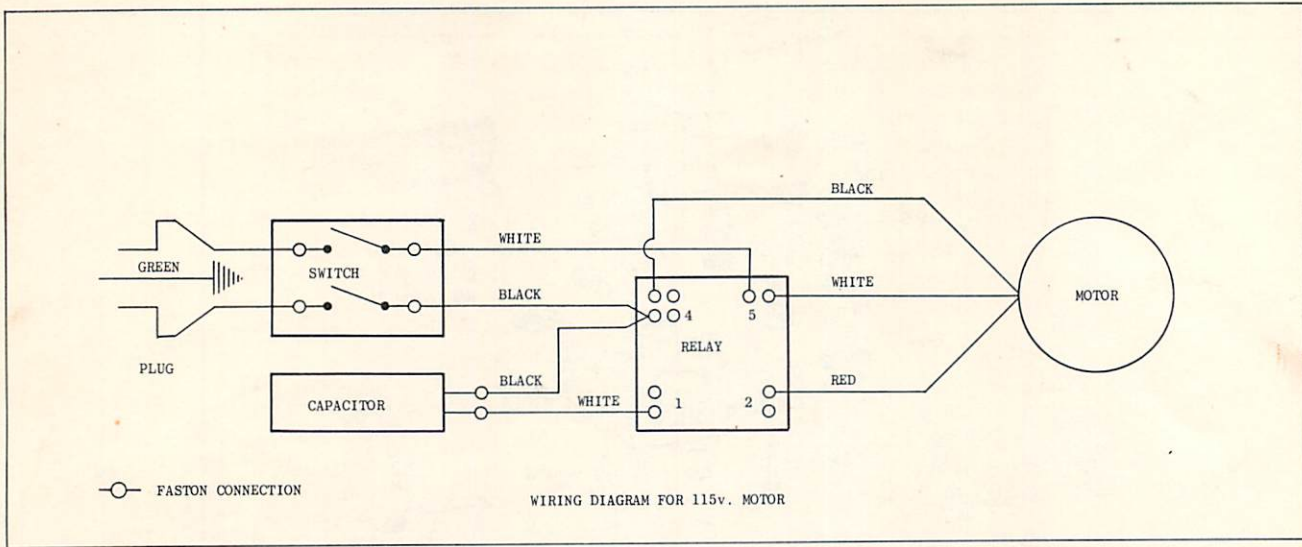 BLACK
WHITE
GREEN
SWITCH
WHITE
MOTOR
BLACK
4
5
RELAY
PLUG
BLACK
RED
CAPACITOR
WHITE
1
2
FASTON CONNECTION
WIRING DIAGRAM FOR 115v. MOTOR